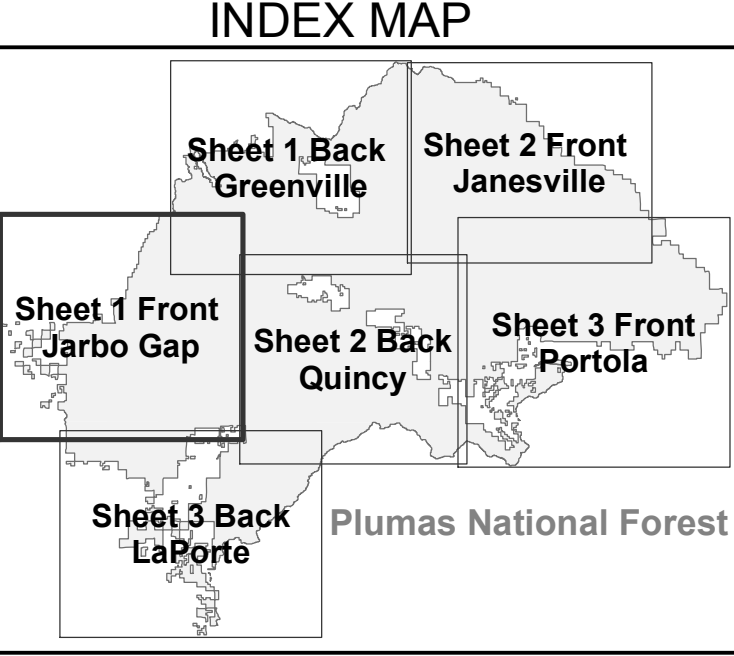 INDEX MAP
Sheet 1 Back
Greenville
Sheet 2 Front
Janesville
Sheet 1 Front
Jarbo Gap
Sheet 2 Back
Quincy
Sheet 3 Front
Portola
Sheet 3 Back
LaPorte
Plumas National Forest